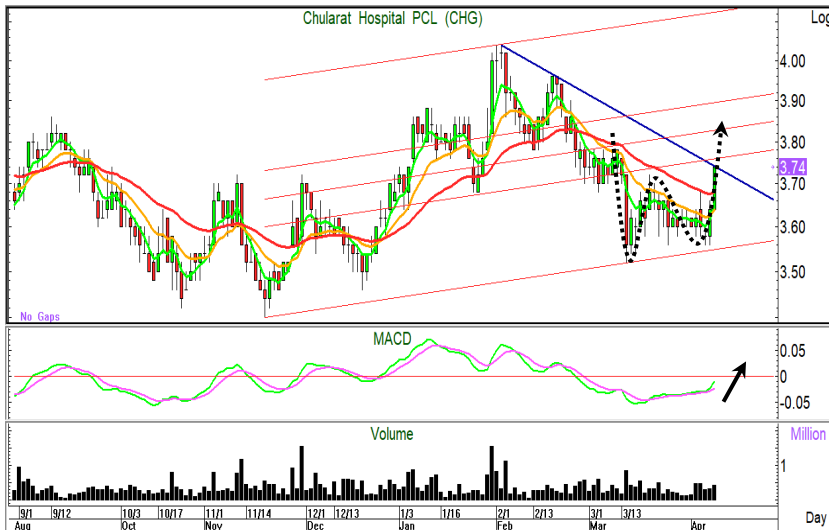 Chularat Hospital PCL (CHG)
Log
4.00
3.90
3.80
3.74
3.70
3.60
3.50
No Gaps
MACD
0.05
0
-0.05
Volume
Million
1
9/1 9/12 10/3 10/17 11/1 11/14 12/1 12/13 1/3 1/16 2/1 2/13 3/1 3/13 Apr
Aug Oct Nov Dec Jan Feb Mar
Day